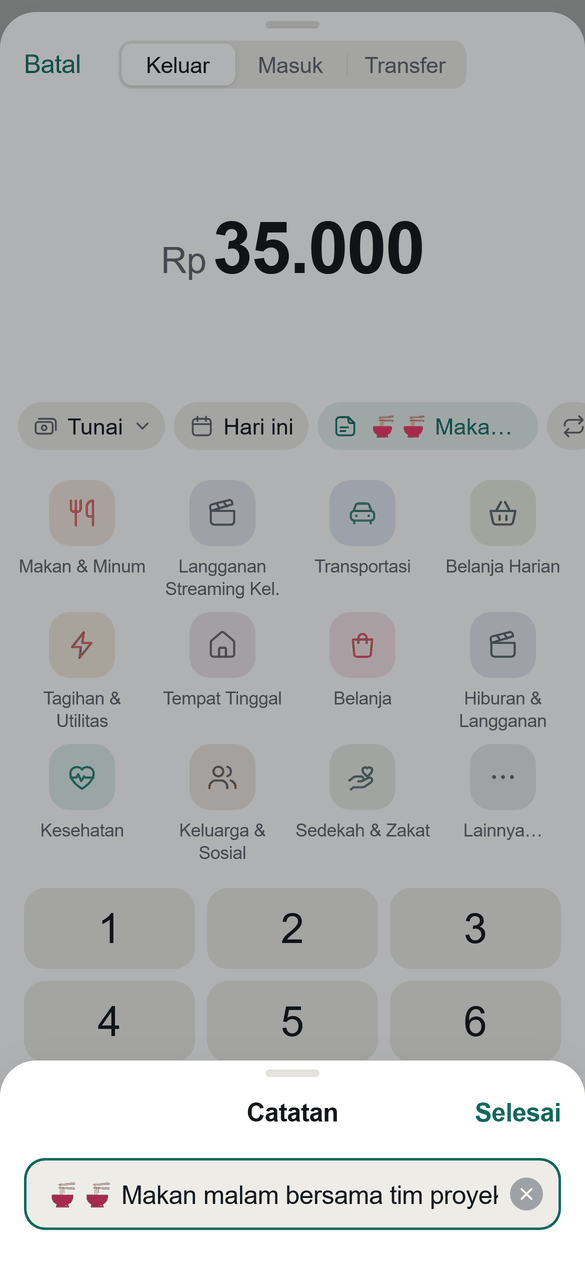 Batal
Keluar
Masuk
Transfer
Rp 35.000
Tunai
Hari ini
🍜 🍜 Maka…
Makan & Minum
Langganan
Streaming Kel.
Transportasi
Belanja Harian
Tagihan &
Utilitas
Tempat Tinggal
Belanja
Hiburan &
Langganan
Kesehatan
Keluarga &
Sosial
Sedekah & Zakat
Lainnya…
1
2
3
4
5
6
Catatan
Selesai
🍜 🍜 Makan malam bersama tim proyek